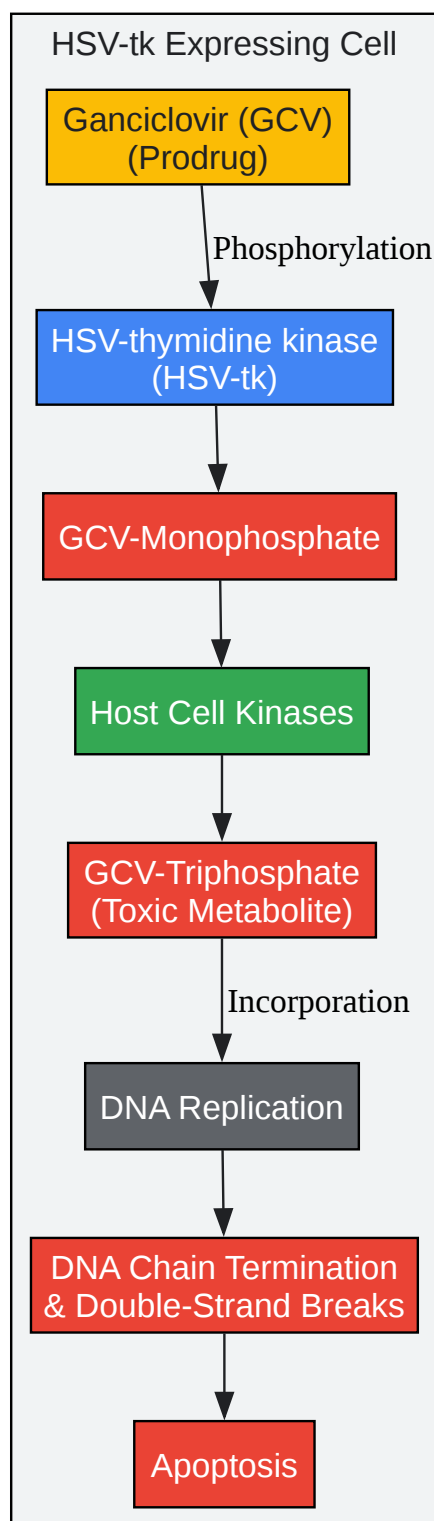 HSV-tk Expressing Cell
Ganciclovir (GCV)
(Prodrug)
Phosphorylation
HSV-thymidine kinase
(HSV-tk)
GCV-Monophosphate
Host Cell Kinases
GCV-Triphosphate
(Toxic Metabolite)
Incorporation
DNA Replication
DNA Chain Termination
& Double-Strand Breaks
Apoptosis